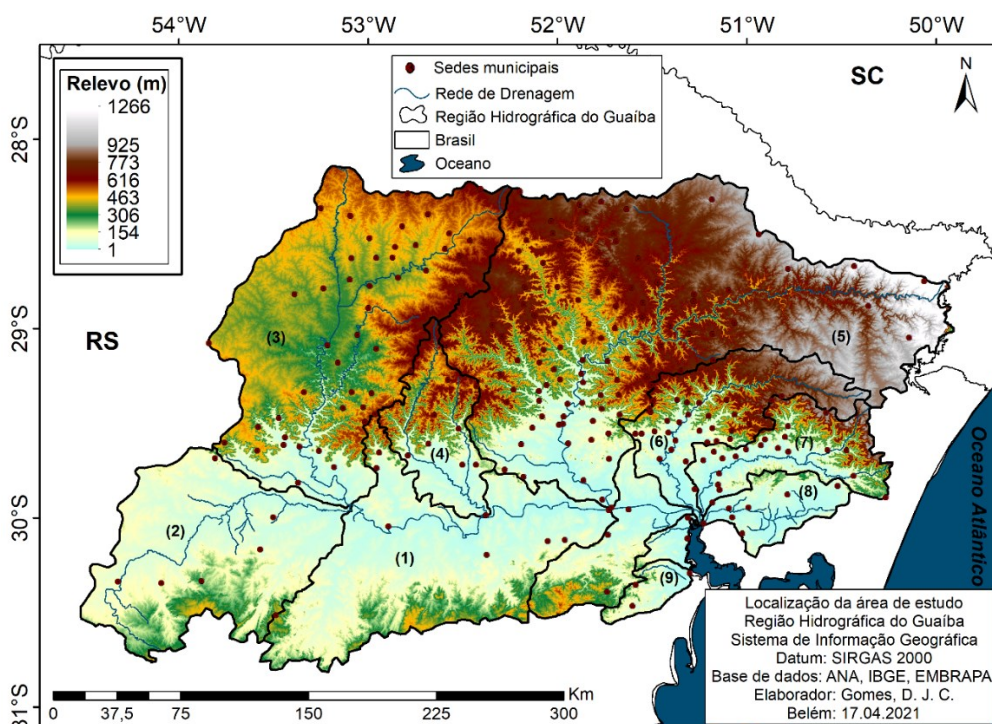 54°W 53°W 52°W 51°W 50°W
Relevo (m)
1266
925
773
616
463
306
154
1
Sedes municipais
Rede de Drenagem
Região Hidrográfica do Guaíba
Brasil
Oceano
SC
N
28°S
29°S
30°S
31°S
RS
(3)
(5)
(6)
(7)
(4)
(8)
(2)
(1)
(9)
Oceano Atlântico
Localização da área de estudo
Região Hidrográfica do Guaíba
Sistema de Informação Geográfica
Datum: SIRGAS 2000
Base de dados: ANA, IBGE, EMBRAPA
Elaborador: Gomes, D. J. C.
Belém: 17.04.2021
Km
0 37,5 75 150 225 300